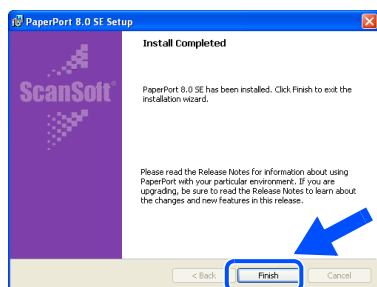 PaperPort 8.0 SE Setup
Install Completed
ScanSoft®
PaperPort 8.0 SE has been installed. Click Finish to exit the
installation wizard.
Please read the Release Notes for information about using
PaperPort with your particular environment. If you are
upgrading, be sure to read the Release Notes to learn about
the changes and new features in this release.
< Back
Finish
Cancel